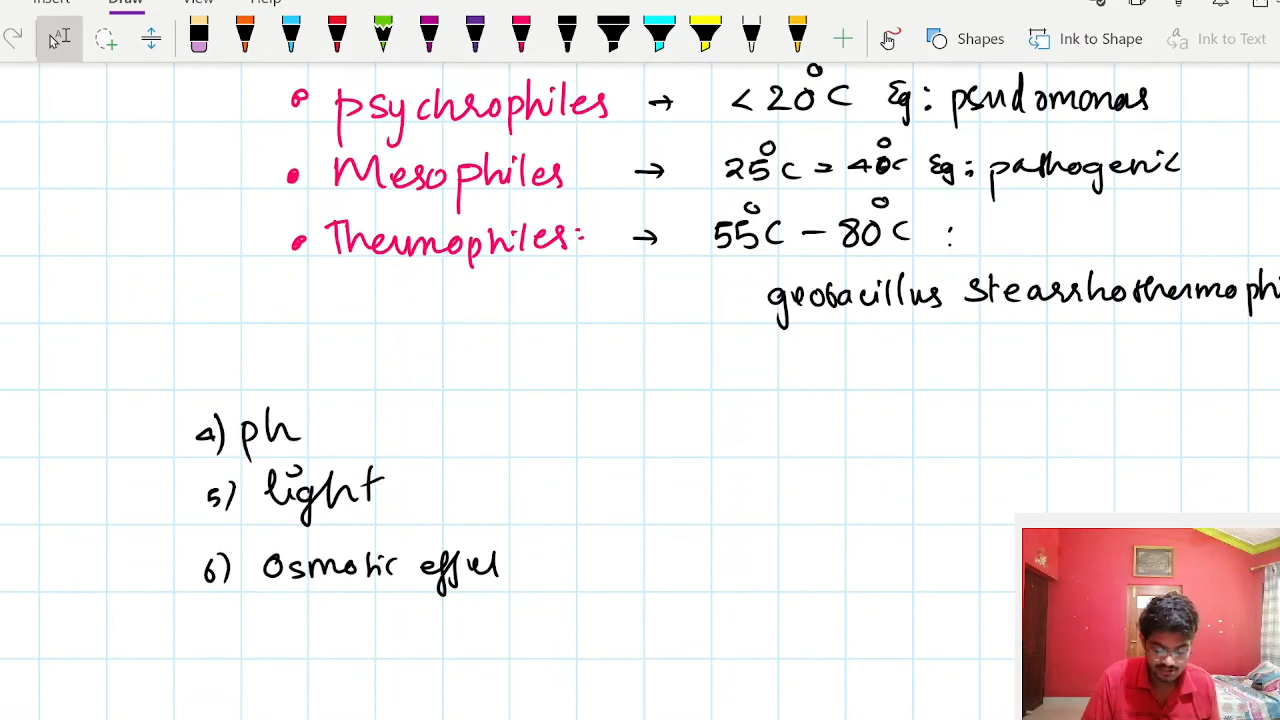 Insert Draw View Help
Shapes Ink to Shape Ink to Text
• psychrophiles → < 20°C Eg: psudomonas
• Mesophiles → 25°C = 40°C Eg: pathogenic
• Thermophiles: → 55°C – 80°C :
geobacillus stearrhothermophi
4) ph
5) light
6) Osmotic effect